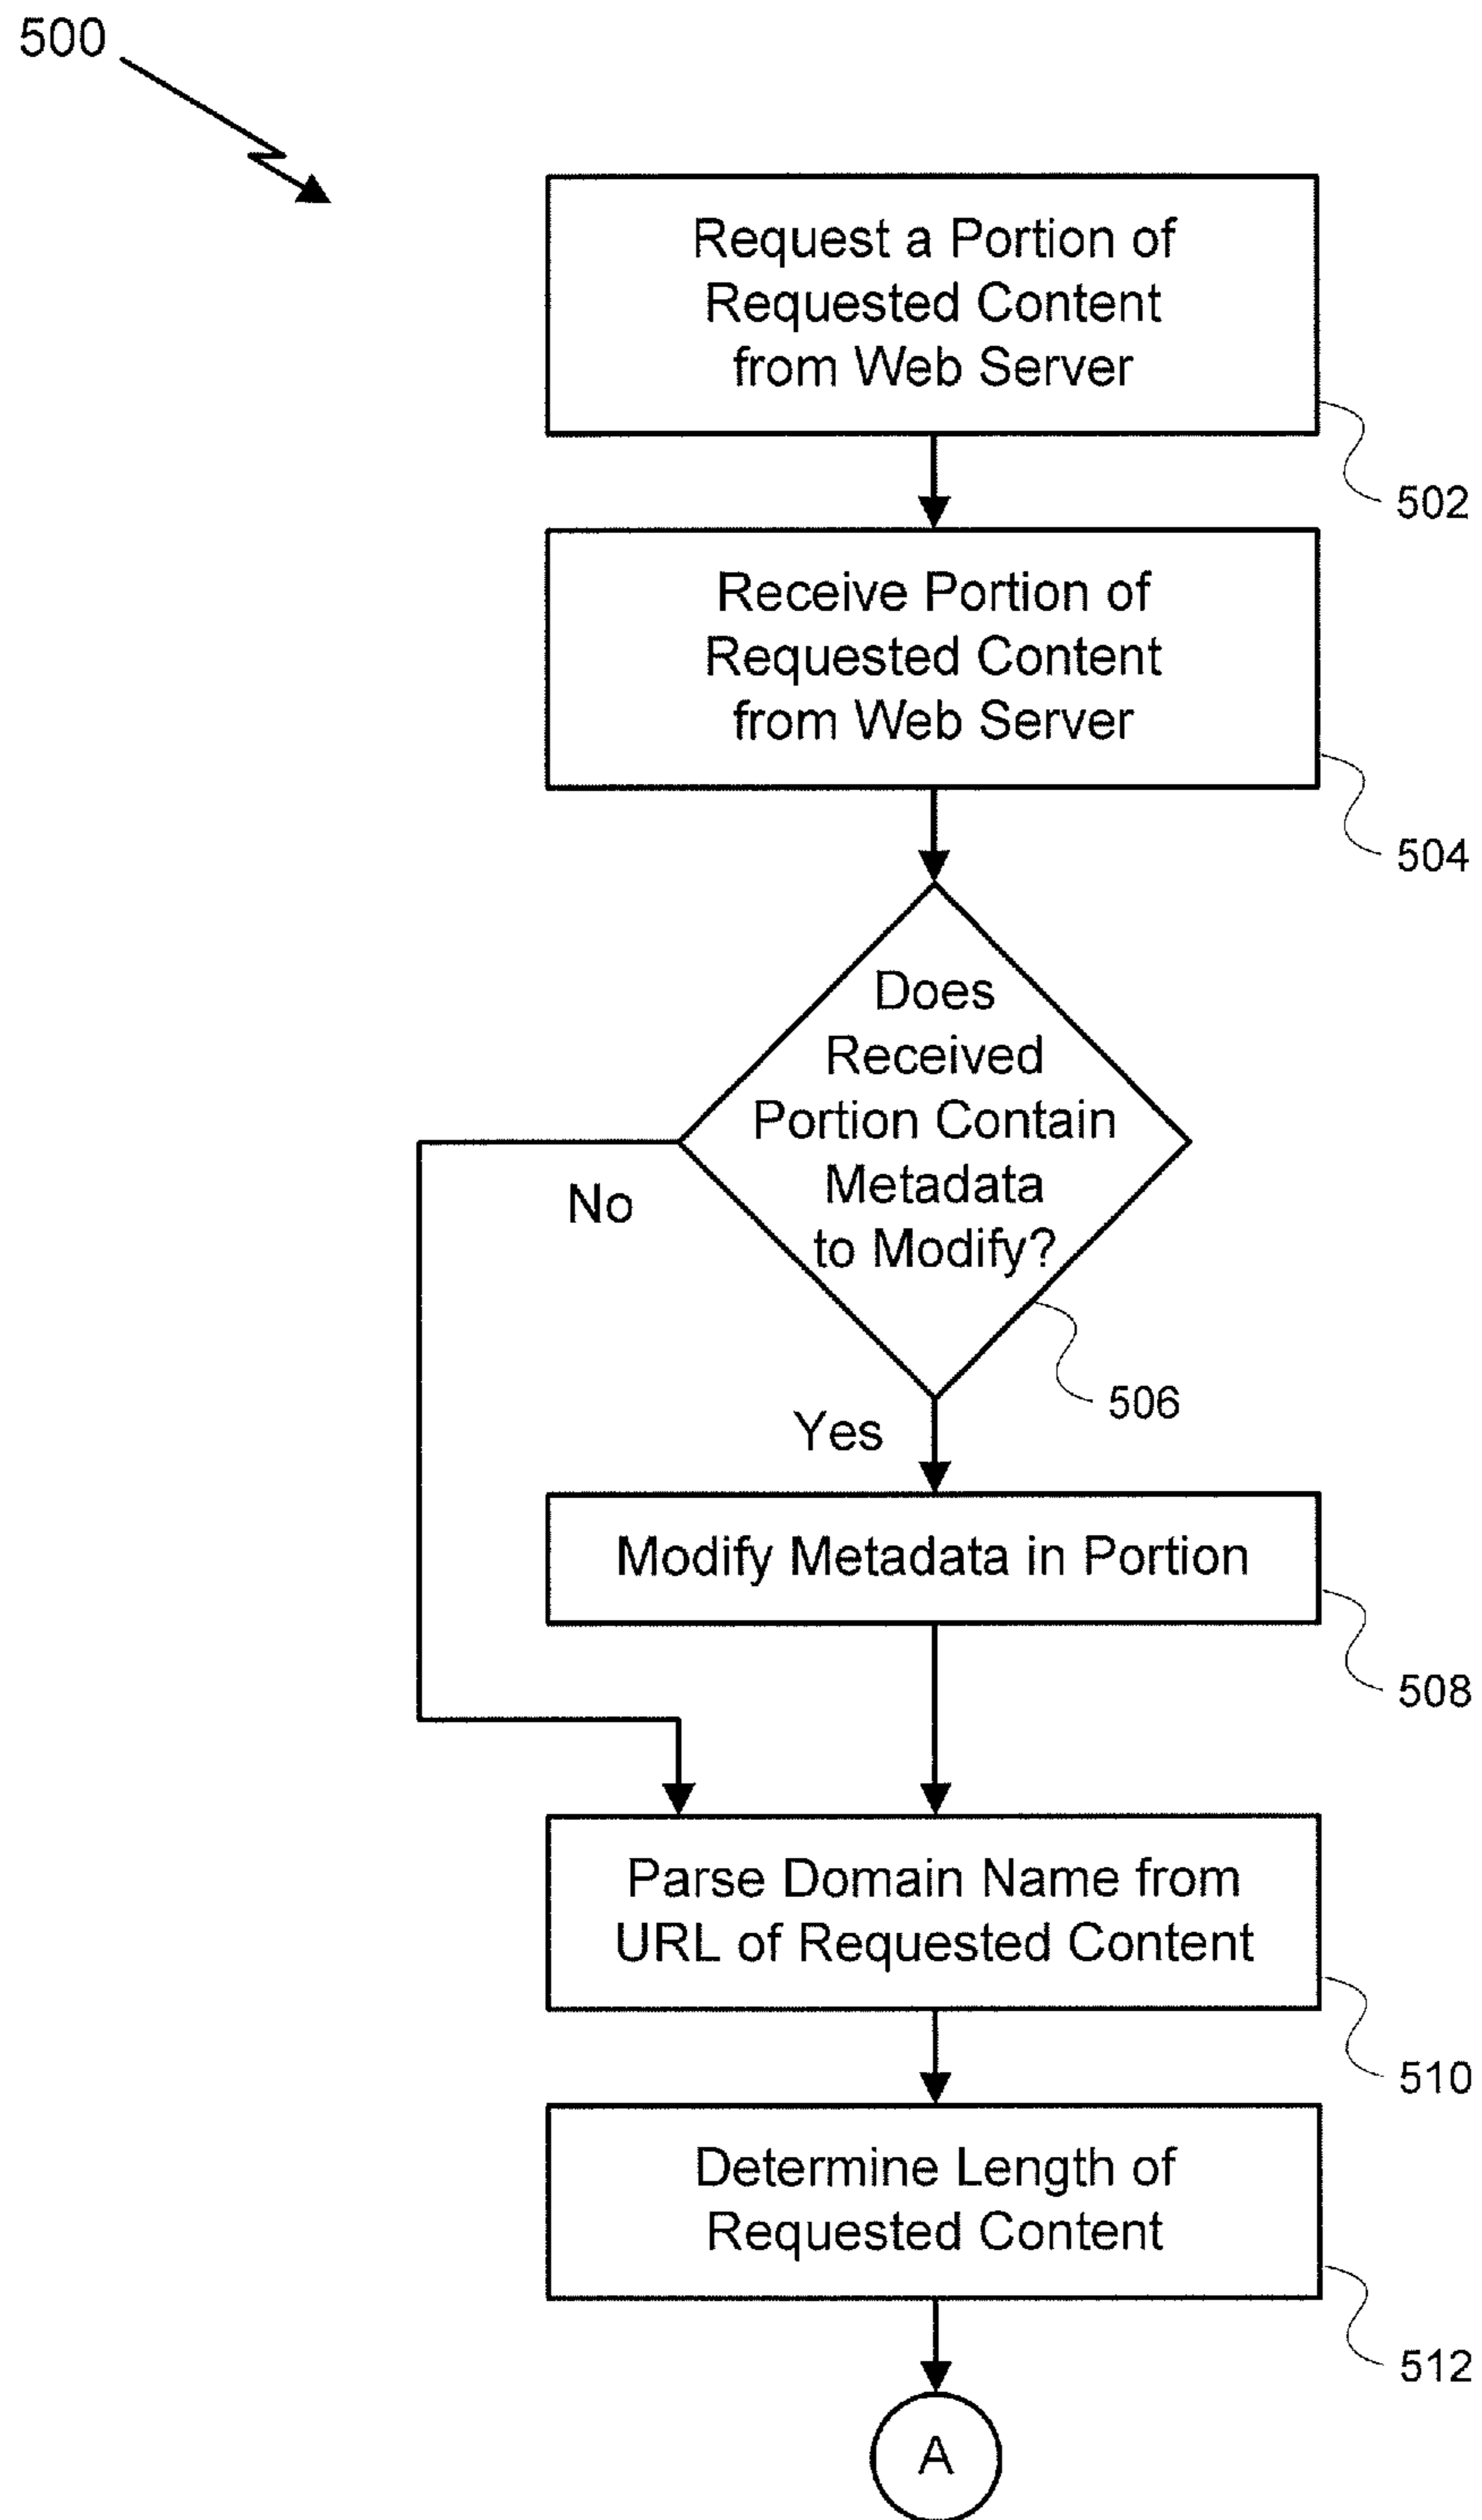 500
Request a Portion of
Requested Content
from Web Server
502
Receive Portion of
Requested Content
from Web Server
504
Does
Received
Portion Contain
Metadata
to Modify?
No
506
Yes
Modify Metadata in Portion
508
Parse Domain Name from
URL of Requested Content
510
Determine Length of
Requested Content
512
A